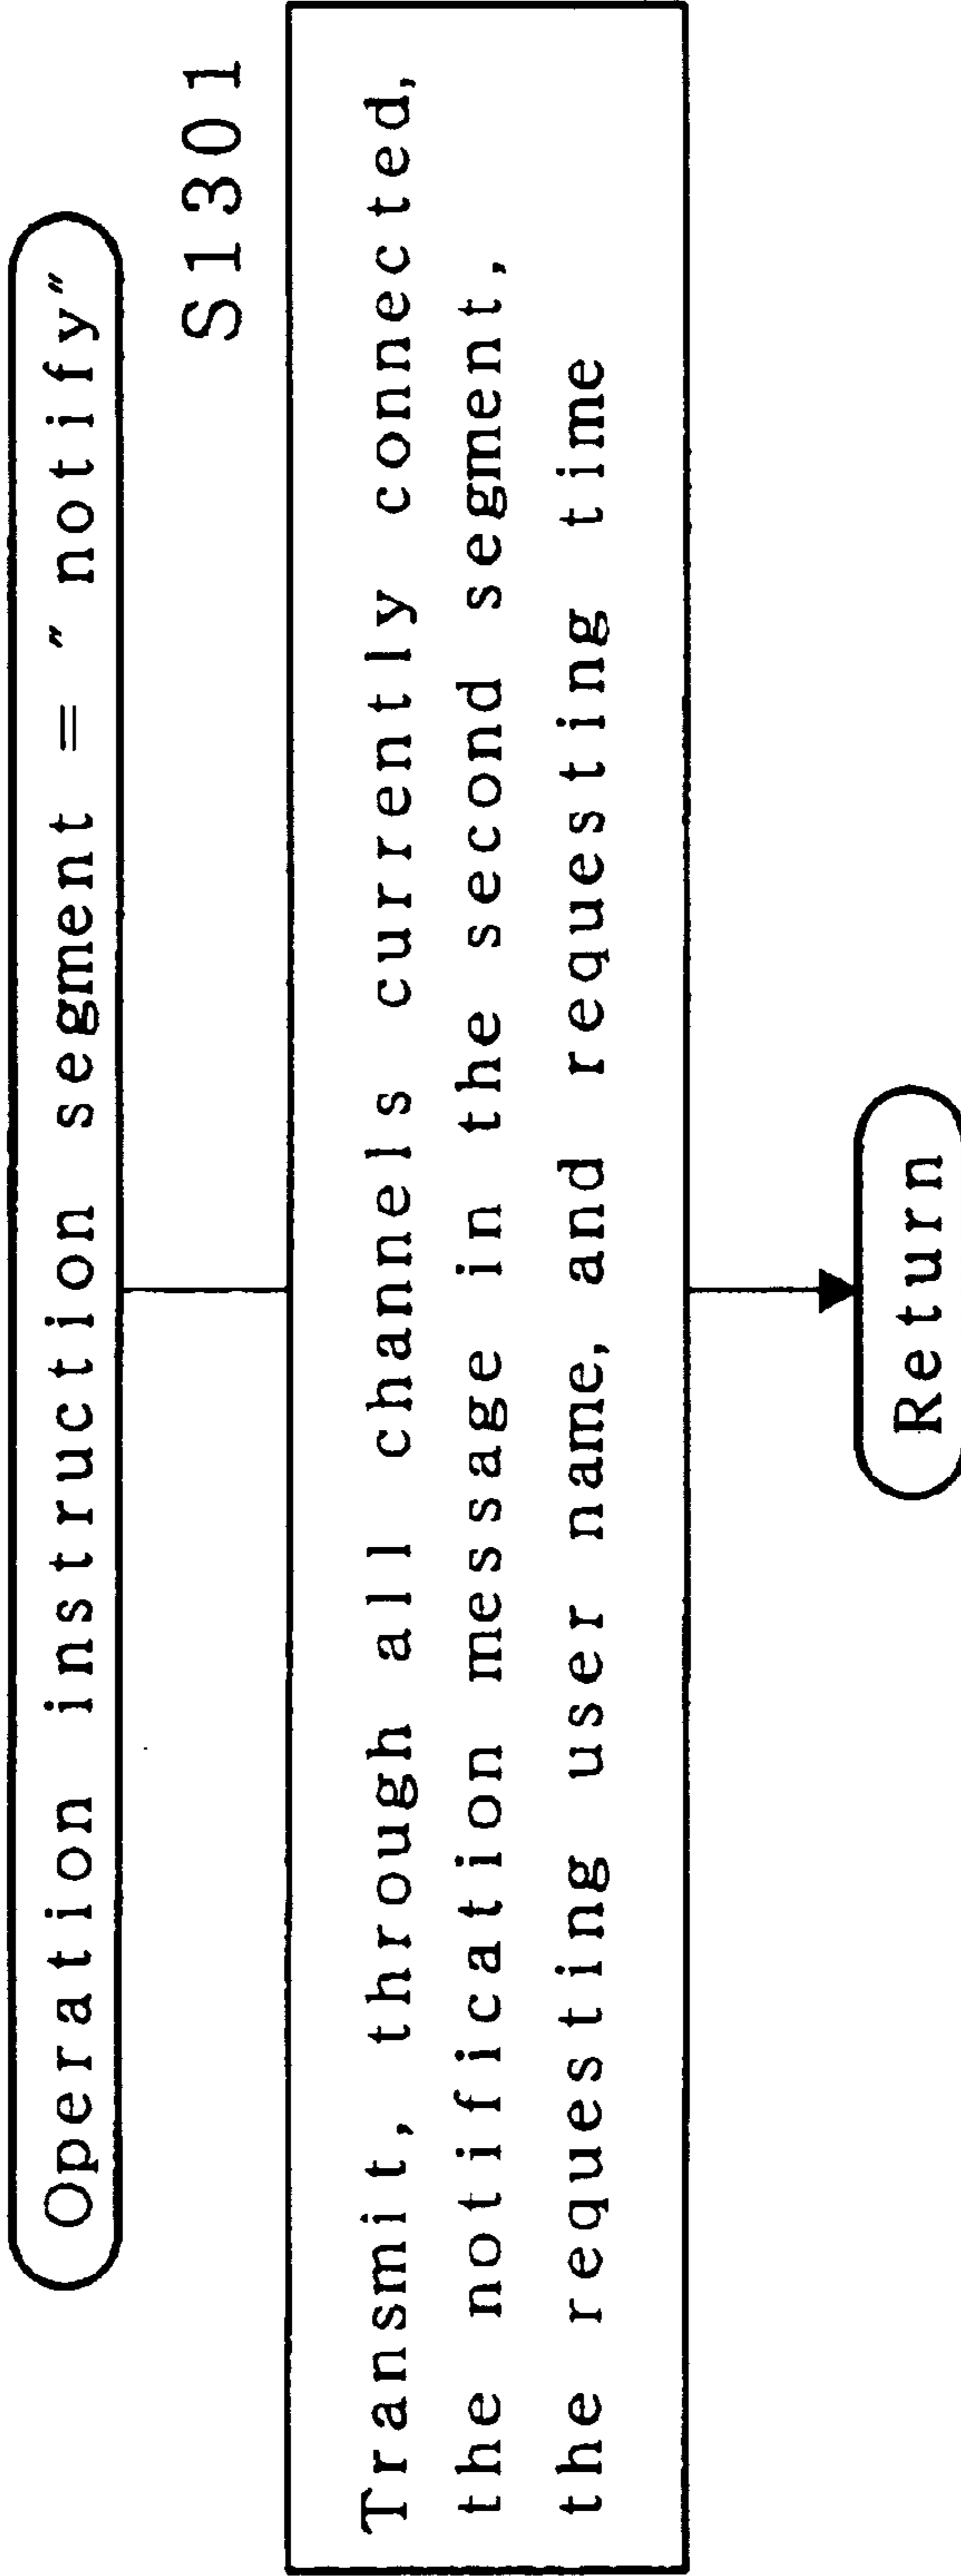 Operation instruction segment = "notify"
S1301
Transmit, through all channels currently connected,
the notification message in the second segment,
the requesting user name, and requesting time
Return